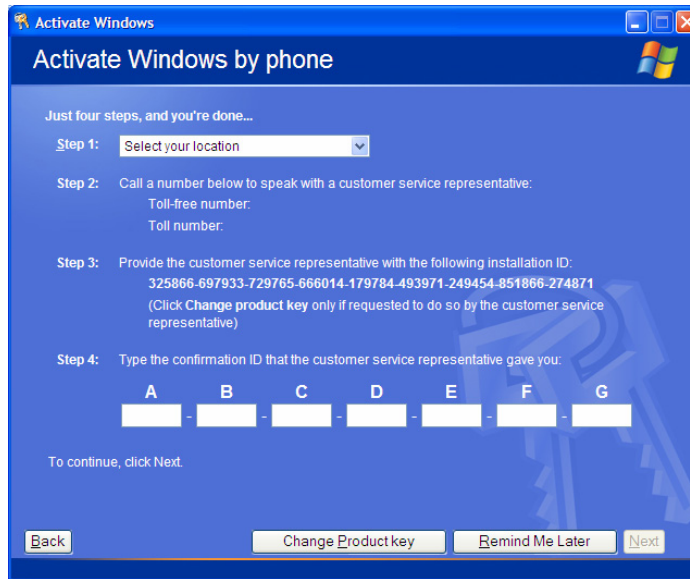 Activate Windows
Activate Windows by phone
Just four steps, and you're done...
Step 1: Select your location
Step 2: Call a number below to speak with a customer service representative:
Toll-free number:
Toll number:
Step 3: Provide the customer service representative with the following installation ID:
325866-697933-729765-666014-179784-493971-249454-851866-274871
(Click Change product key only if requested to do so by the customer service
representative)
Step 4: Type the confirmation ID that the customer service representative gave you:
A B C D E F G
- - - - - -
To continue, click Next.
Back Change Product key Remind Me Later Next